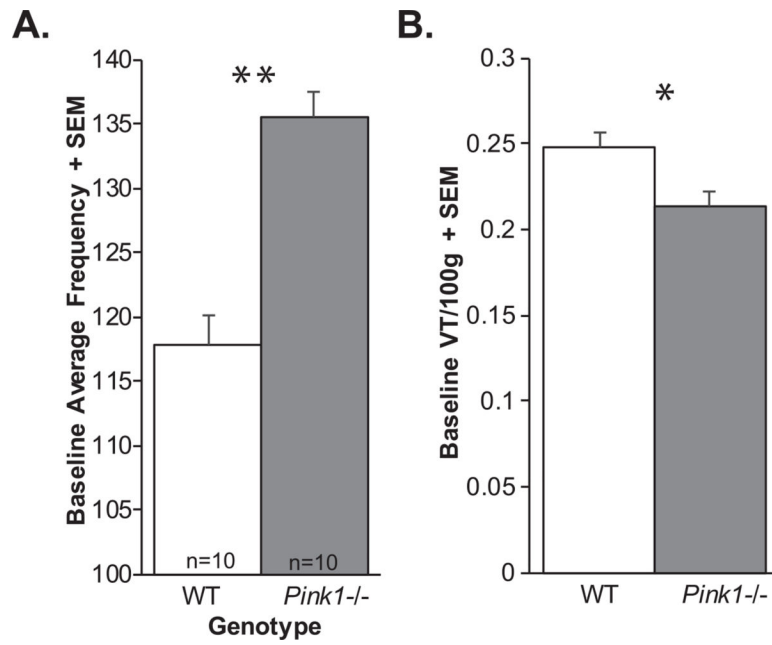 A.
Baseline Average Frequency + SEM
140
135
130
125
120
115
110
105
100
**
n=10
n=10
WT
Pink1-/-
Genotype
B.
Baseline VT/100g + SEM
0.3
0.25
0.2
0.15
0.1
0.05
0
*
WT
Pink1-/-